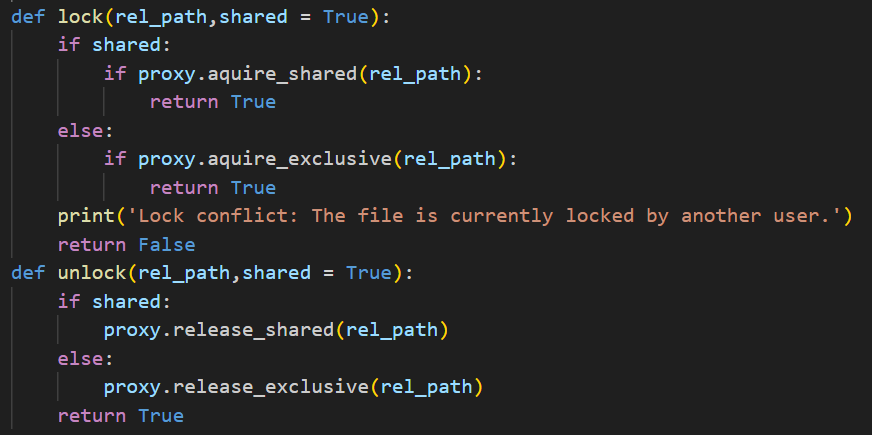 def lock(rel_path,shared = True):
    if shared:
        if proxy.aquire_shared(rel_path):
            return True
    else:
        if proxy.aquire_exclusive(rel_path):
            return True
    print('Lock conflict: The file is currently locked by another user.')
    return False
def unlock(rel_path,shared = True):
    if shared:
        proxy.release_shared(rel_path)
    else:
        proxy.release_exclusive(rel_path)
    return True